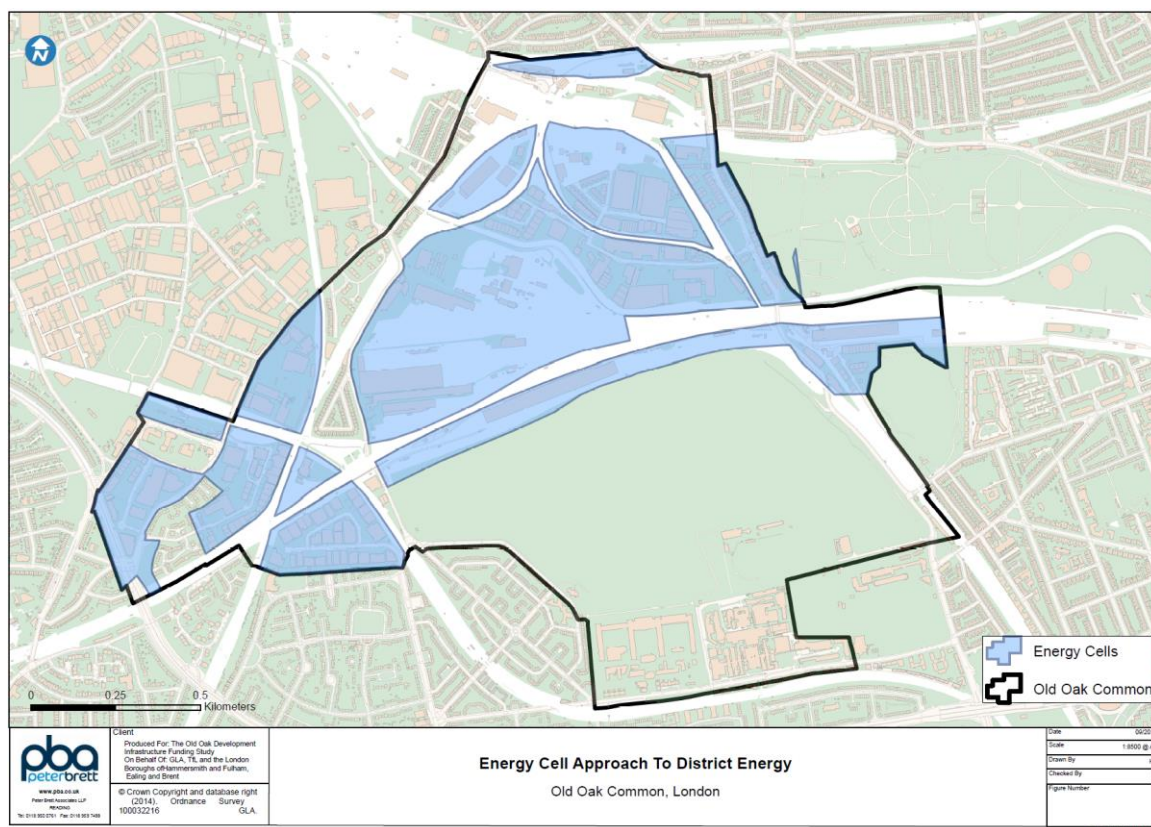 N
Energy Cells
Old Oak Common
0
0.25
0.5
Kilometers
pba
peterbrett
www.pba.co.uk
Peter Brett Associates LLP
READING
Client
Produced For: The Old Oak Development
Infrastructure Funding Study
On Behalf Of: GLA, TfL and the London
Boroughs ofHammersmith and Fulham,
Ealing and Brent
© Crown Copyright and database right
(2014). Ordnance Survey
100032216 GLA.
Energy Cell Approach To District Energy
Old Oak Common, London
Date
Scale
Drawn By
Checked By
Figure Number